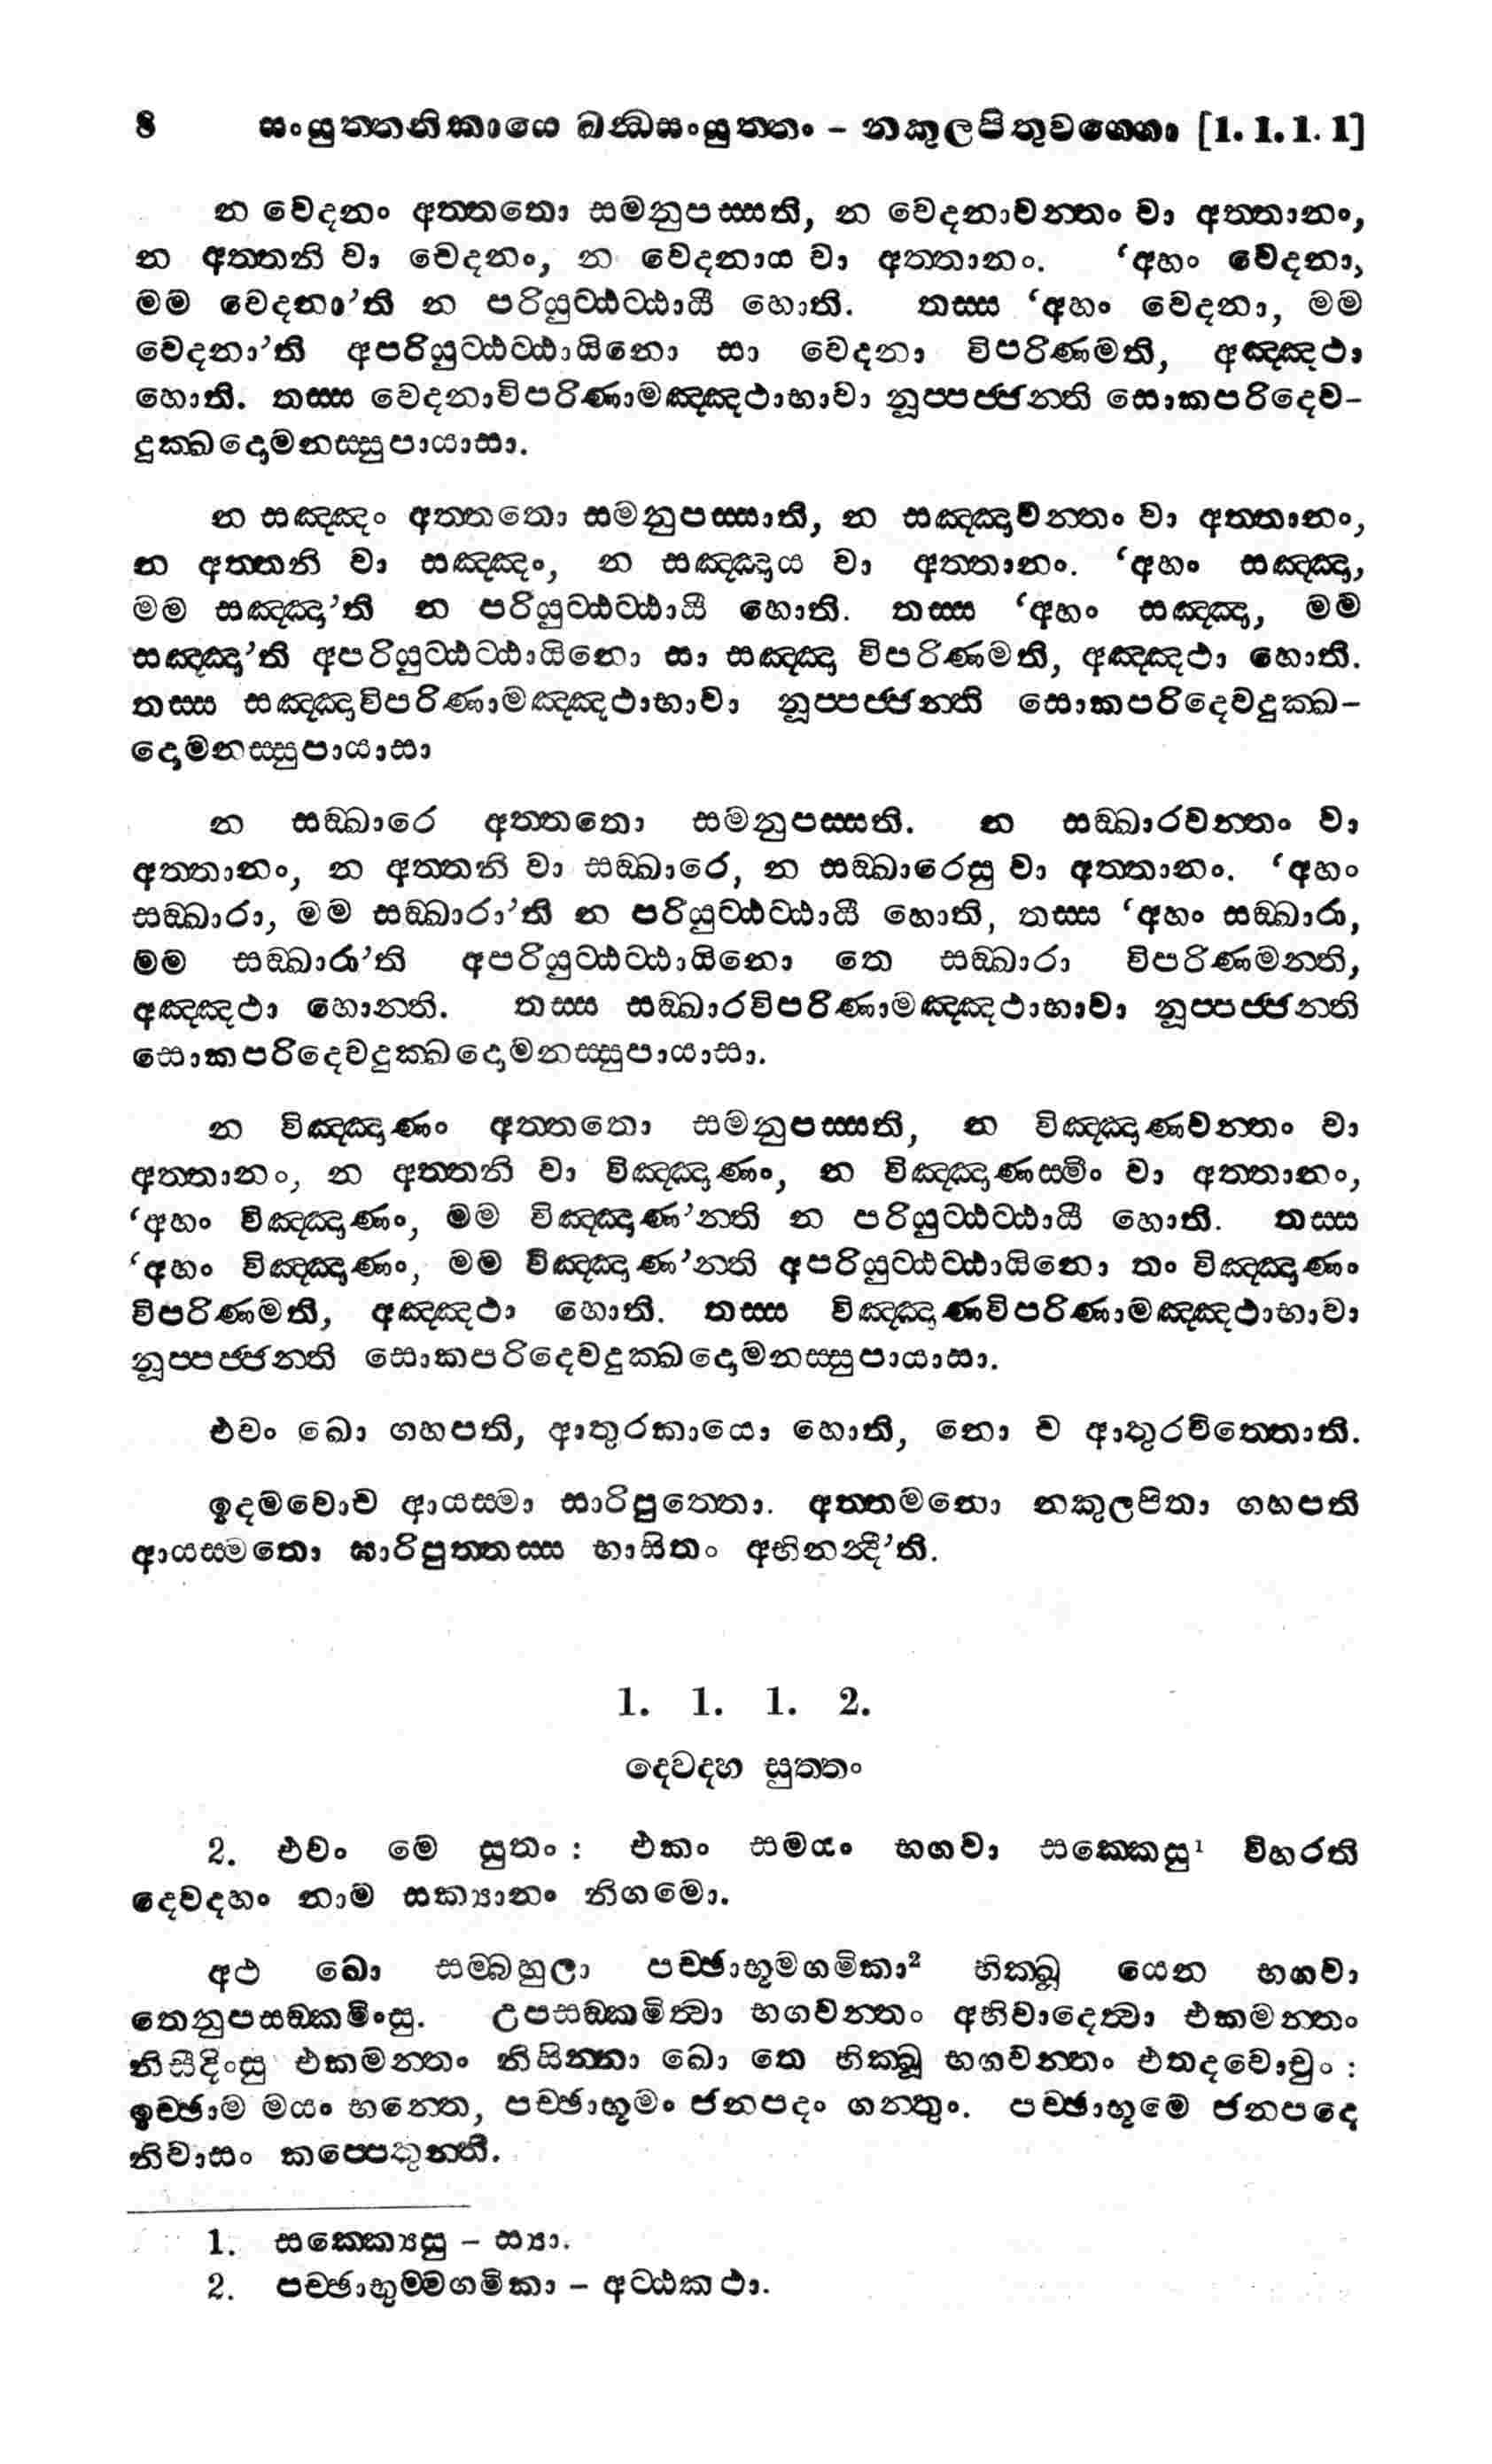 8 සංයුත්තනිකායෙ ඛන්ධසංයුත්තං – නකුලපිතුවග්ගො [1. 1. 1. 1]
න වෙදනං අත්තතො සමනුපස්සති, න වෙදනාවන්තං වා අත්තානං,
න අත්තනි වා වෙදනං, න වෙදනාය වා අත්තානං. ‘අහං වේදනා,
මම වෙදනා’ති න පරියුට්ඨට්ඨායී හොති. තස්ස ‘අහං වෙදනා, මම
වෙදනා’ති අපරියුට්ඨට්ඨායිනො සා වෙදනා විපරිණමති, අඤ්ඤථා
හොති. තස්ස වෙදනාවිපරිණාමඤ්ඤථාභාවා නූප්පජ්ජන්ති සොකපරිදෙව-
දුක්ඛදොමනස්සුපායාසා.
න සඤ්ඤං අත්තතො සමනුපස්සාති, න සඤ්ඤාවන්තං වා අත්තානං,
න අත්තනි වා සඤ්ඤං, න සඤ්ඤාය වා අත්තානං. ‘අහං සඤ්ඤා,
මම සඤ්ඤා’ති න පරියුට්ඨට්ඨායී හොති. තස්ස ‘අහං සඤ්ඤා, මම
සඤ්ඤා’ති අපරියුට්ඨට්ඨායිනො සා සඤ්ඤා විපරිණමති, අඤ්ඤථා හොති.
තස්ස සඤ්ඤාවිපරිණාමඤ්ඤථාභාවා නූප්පජ්ජන්ති සොකපරිදෙවදුක්ඛ-
දොමනස්සුපායාසා
න සඞ්ඛාරෙ අත්තතො සමනුපස්සති. න සඞ්ඛාරවන්තං වා
අත්තානං, න අත්තනි වා සඞ්ඛාරෙ, න සඞ්ඛාරෙසු වා අත්තානං. ‘අහං
සඞ්ඛාරා, මම සඞ්ඛාරා’ති න පරියුට්ඨට්ඨායී හොති, තස්ස ‘අහං සඞ්ඛාරා,
මම සඞ්ඛාරා’ති අපරියුට්ඨට්ඨායිනො තෙ සඞ්ඛාරා විපරිණමන්ති,
අඤ්ඤථා හොන්ති. තස්ස සඞ්ඛාරවිපරිණාමඤ්ඤථාභාවා නූප්පජ්ජන්ති
සොකපරිදෙවදුක්ඛදොමනස්සුපායාසා.
න විඤ්ඤාණං අත්තතො සමනුපස්සති, න විඤ්ඤාණවන්තං වා
අත්තානං, න අත්තනි වා විඤ්ඤාණං, න විඤ්ඤාණස්මිං වා අත්තානං,
‘අහං විඤ්ඤාණං, මම විඤ්ඤාණ’න්ති න පරියුට්ඨට්ඨායී හොති. තස්ස
‘අහං විඤ්ඤාණං, මම විඤ්ඤාණ’න්ති අපරියුට්ඨට්ඨායිනො තං විඤ්ඤාණං
විපරිණමති, අඤ්ඤථා හොති. තස්ස විඤ්ඤාණවිපරිණාමඤ්ඤථාභාවා
නූප්පජ්ජන්ති සොකපරිදෙවදුක්ඛදොමනස්සුපායාසා.
එවං ඛො ගහපති, ආතුරකායො හොති, නො ච ආතුරචිත්තොති.
ඉදමවොච ආයස්මා සාරිපුත්තො. අත්තමනො නකුලපිතා ගහපති
ආයස්මතො සාරිපුත්තස්ස භාසිතං අභිනන්දී’ති.
1. 1. 1. 2.
දෙවදහ සුත්තං
2. එවං මෙ සුතං : එකං සමයං භගවා සක්කෙසු¹ විහරති
දෙවදහං නාම සක්‍යානං නිගමො.
අථ ඛො සම්බහුලා පච්ඡාභූමගමිකා² භික්ඛූ යෙන භගවා
තෙනුපසඞ්කමිංසු. උපසඞ්කමිත්වා භගවන්තං අභිවාදෙත්වා එකමන්තං
නිසීදිංසු එකමන්තං නිසින්නා ඛො තෙ භික්ඛූ භගවන්තං එතදවොචුං :
ඉච්ඡාම මයං භන්තෙ, පච්ඡාභූමං ජනපදං ගන්තුං. පච්ඡාභූමෙ ජනපදෙ
නිවාසං කප්පෙතුන්ති.
1. සක්‍යෙසු – ස්‍යා.
2. පච්ඡාභුම්මගමිකා – අට්ඨකථා.